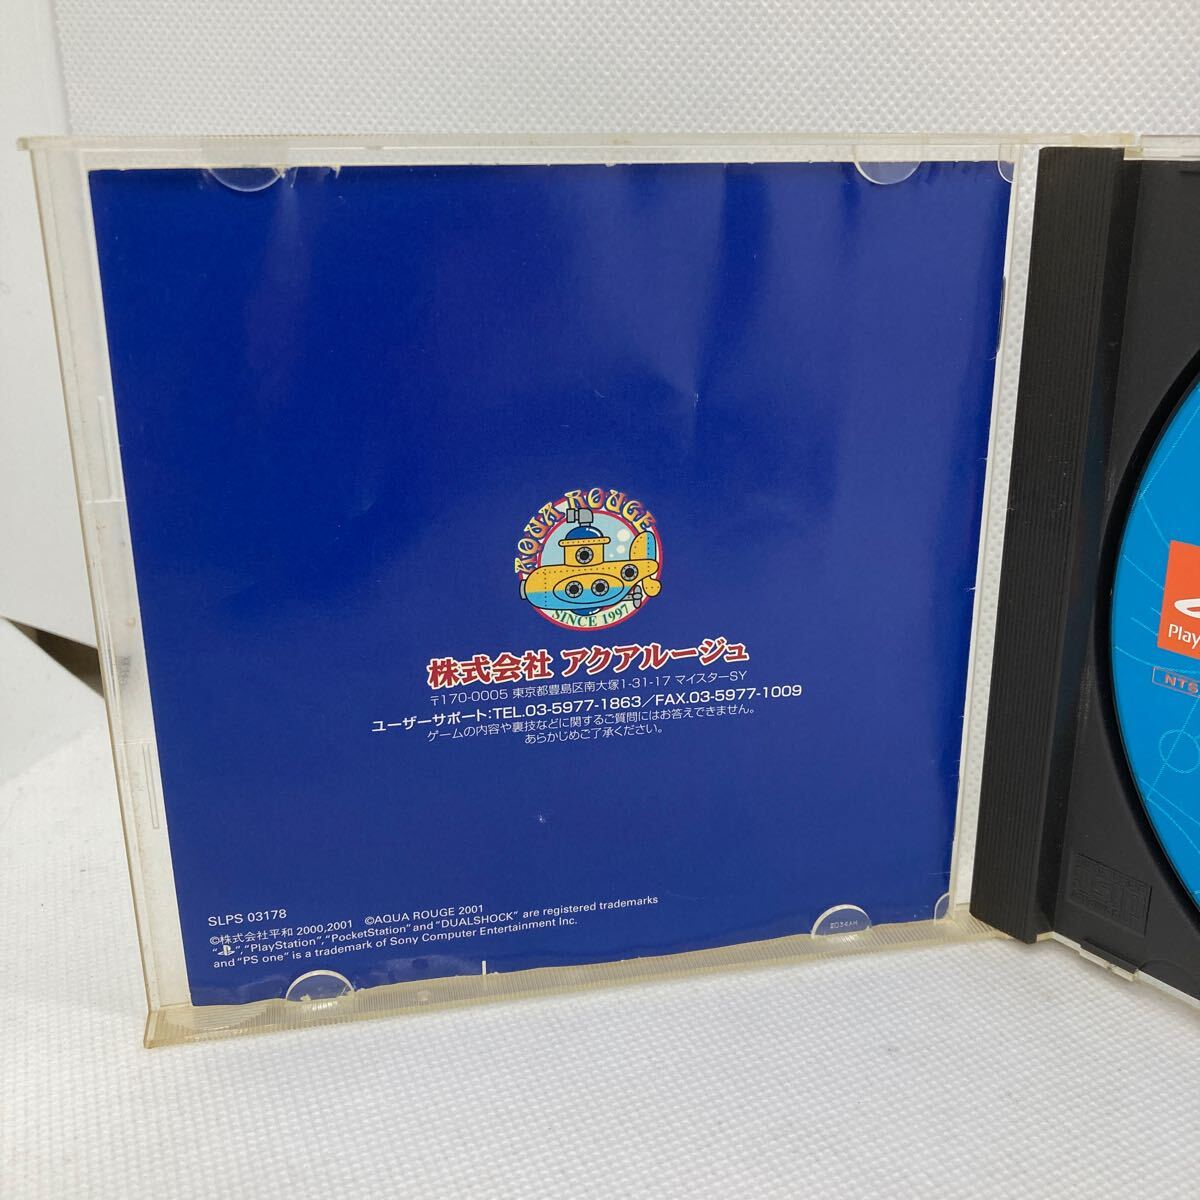 AQUA ROUGE
SINCE 1997
株式会社 アクアルージュ
〒170-0005 東京都豊島区南大塚1-31-17 マイスターSY
ユーザーサポート:TEL.03-5977-1863/FAX.03-5977-1009
ゲームの内容や裏技などに関するご質問にはお答えできません。
あらかじめご了承ください。
SLPS 03178
©株式会社平和 2000,2001 ©AQUA ROUGE 2001
" ", "PlayStation", "PocketStation" and "DUALSHOCK" are registered trademarks
and "PS one" is a trademark of Sony Computer Entertainment Inc.
Play
NTS